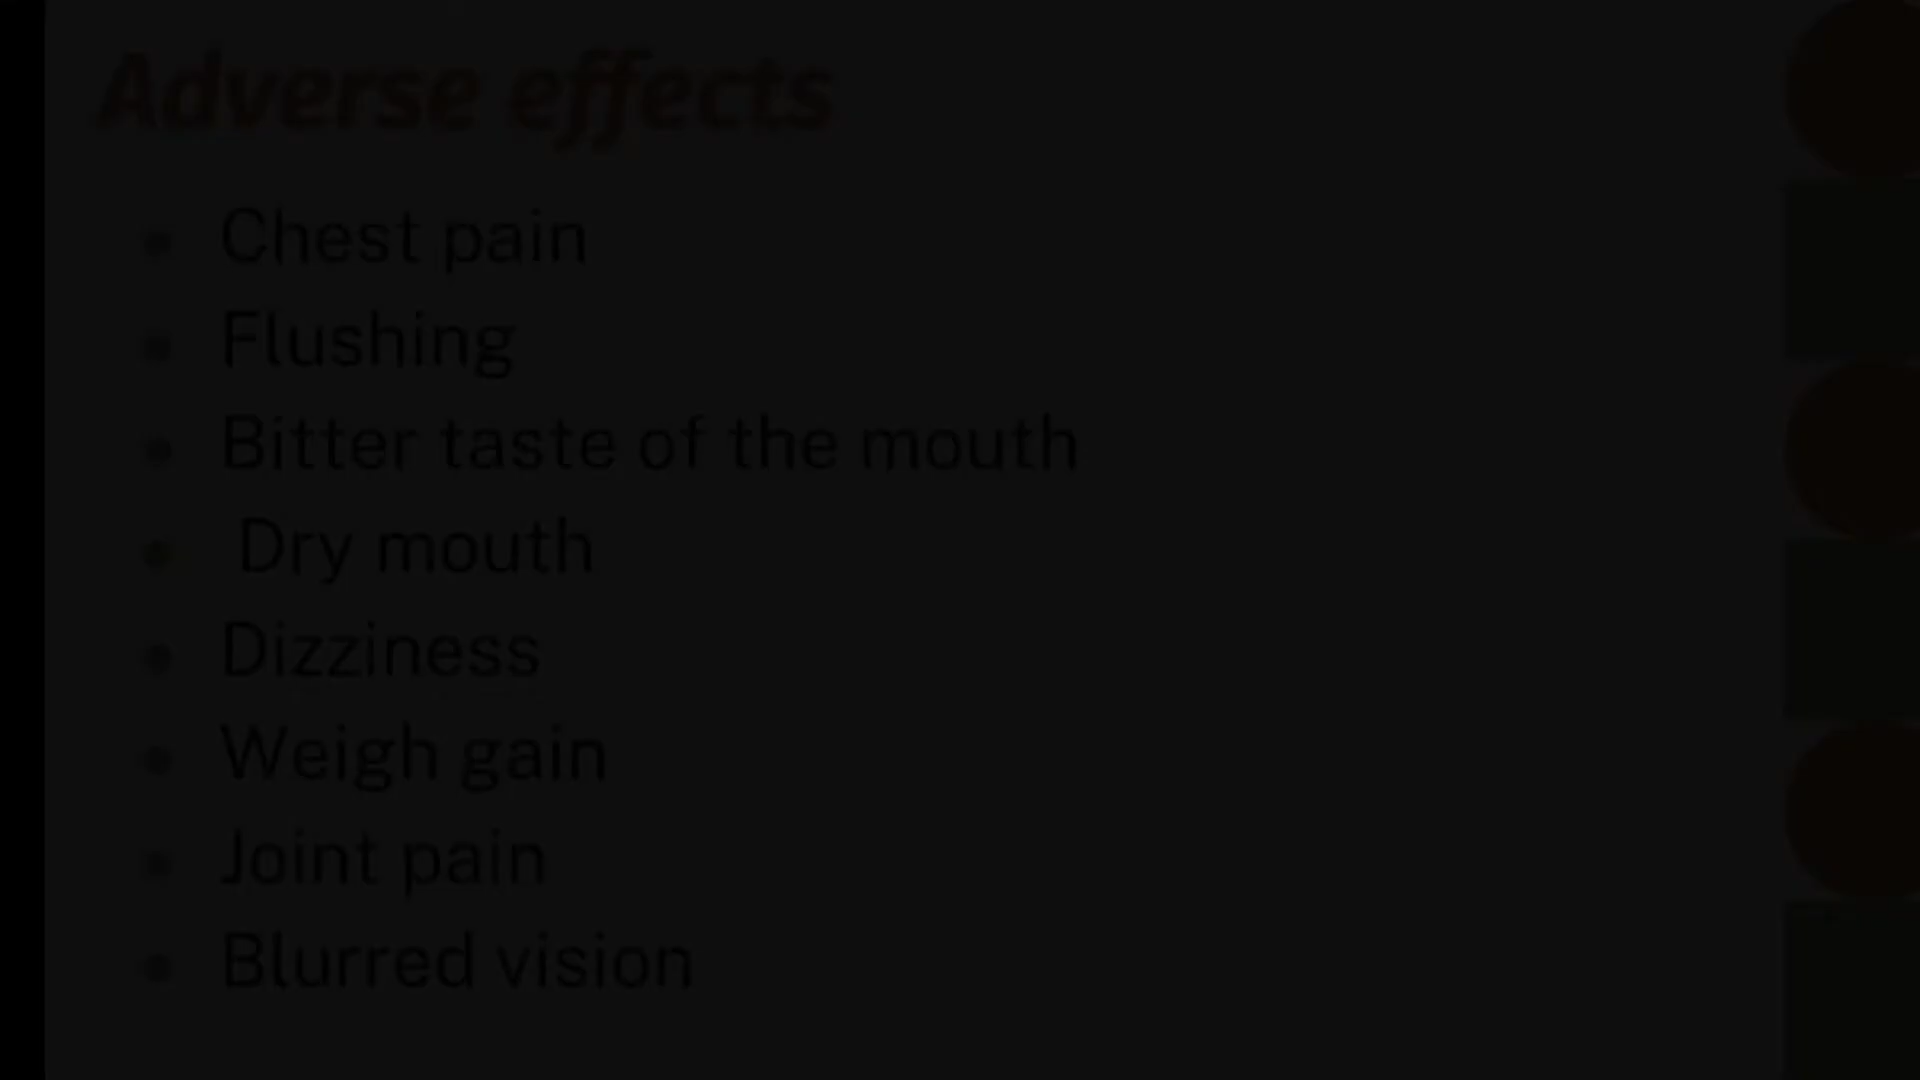 Adverse effects
Chest pain
Flushing
Bitter taste of the mouth
Dry mouth
Dizziness
Weigh gain
Joint pain
Blurred vision